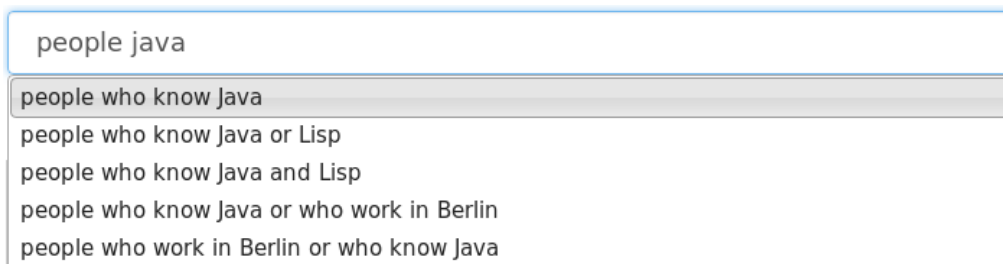 people java
people who know Java
people who know Java or Lisp
people who know Java and Lisp
people who know Java or who work in Berlin
people who work in Berlin or who know Java